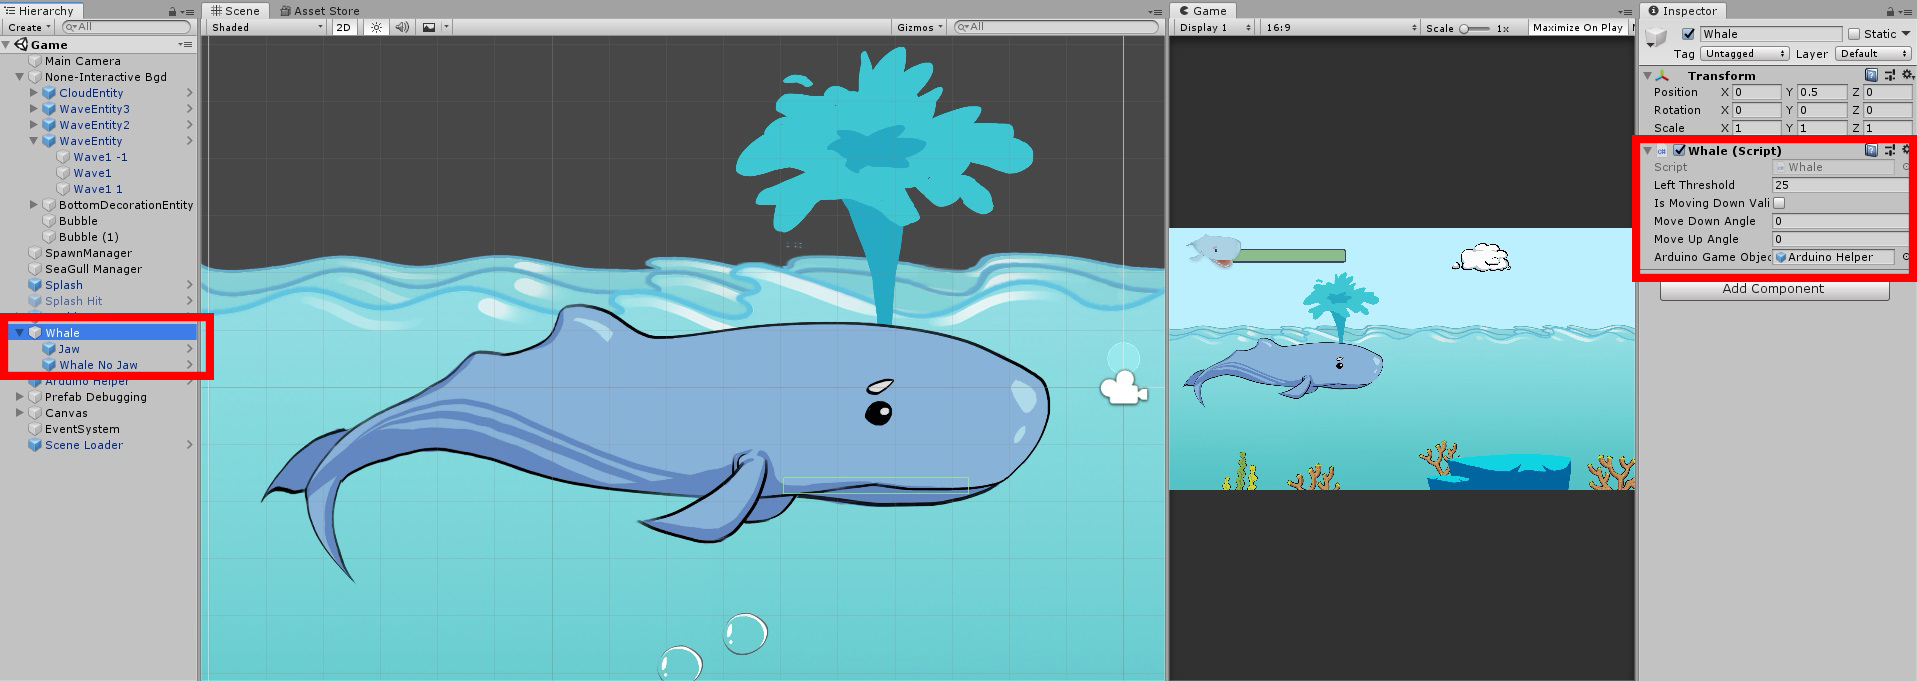 Hierarchy
Create
All
Game
Main Camera
None-Interactive Bgd
CloudEntity
WaveEntity3
WaveEntity2
WaveEntity
Wave1 -1
Wave1
Wave1 1
BottomDecorationEntity
Bubble
Bubble (1)
SpawnManager
SeaGull Manager
Splash
Splash Hit
Whale
Jaw
Whale No Jaw
Arduino Helper
Prefab Debugging
Canvas
EventSystem
Scene Loader
Scene
Asset Store
Shaded
2D
Gizmos
All
Game
Display 1
16:9
Scale
1x
Maximize On Play
Inspector
Whale
Static
Tag
Untagged
Layer
Default
Transform
Position X 0 Y 0.5 Z 0
Rotation X 0 Y 0 Z 0
Scale X 1 Y 1 Z 1
Whale (Script)
Script Whale
Left Threshold 25
Is Moving Down Vali
Move Down Angle 0
Move Up Angle 0
Arduino Game Objec Arduino Helper
Add Component